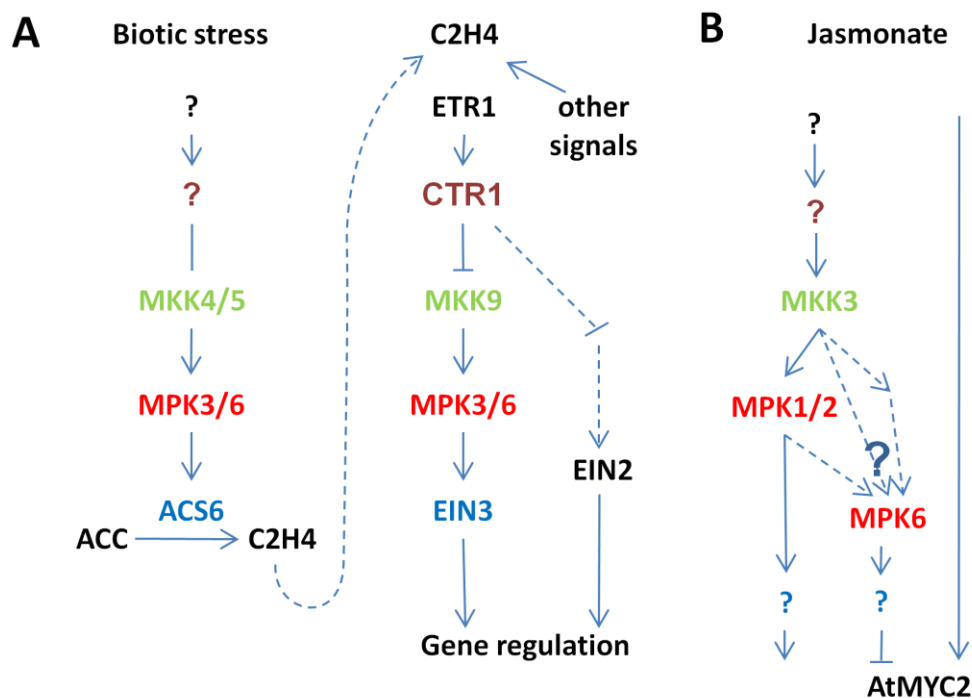 A
Biotic stress
?
?
MKK4/5
MPK3/6
ACS6
ACC
C2H4
C2H4
ETR1
other
signals
CTR1
MKK9
MPK3/6
EIN2
EIN3
Gene regulation
B
Jasmonate
?
?
MKK3
MPK1/2
?
MPK6
?
?
AtMYC2